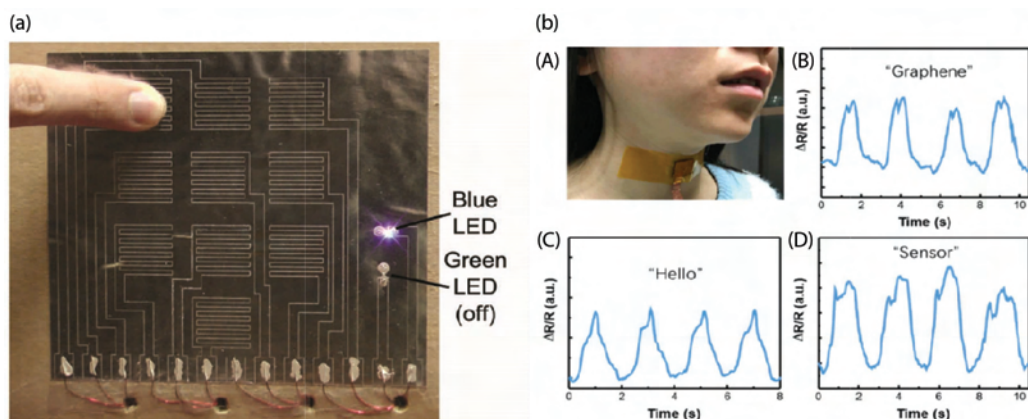 (a)
Blue
LED
Green
LED
(off)
(b)
(A)
(B)
"Graphene"
ΔR/R (a.u.)
0 2 4 6 8 10
Time (s)
(C)
"Hello"
ΔR/R (a.u.)
0 2 4 6 8
Time (s)
(D)
"Sensor"
ΔR/R (a.u.)
0 2 4 6 8 10
Time (s)